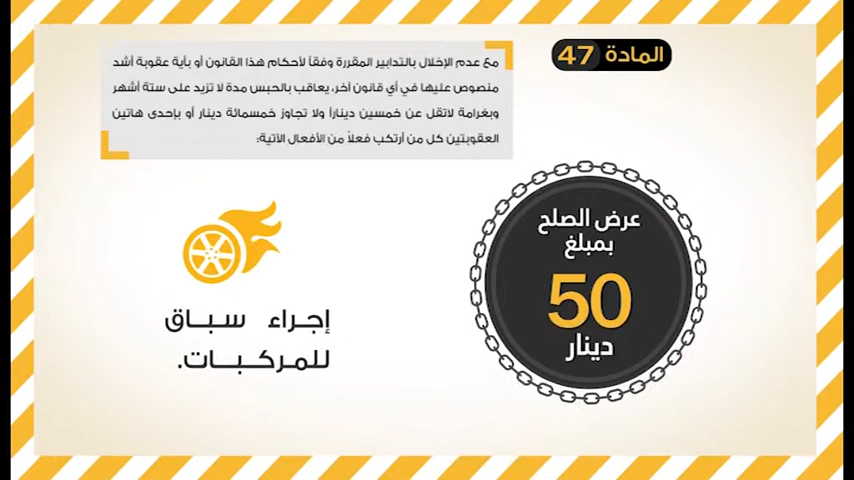 المادة 47
مع عدم الإخلال بالتدابير المقررة وفقاً لأحكام هذا القانون أو بأية عقوبة أشد
منصوص عليها في أي قانون آخر، يعاقب بالحبس مدة لا تزيد على ستة أشهر
وبغرامة لاتقل عن خمسين ديناراً ولا تجاوز خمسمائة دينار أو بإحدى هاتين
العقوبتين كل من أرتكب فعلاً من الأفعال الآتية:
عرض الصلح
بمبلغ
50
دينار
إجراء سباق
للمركبات.